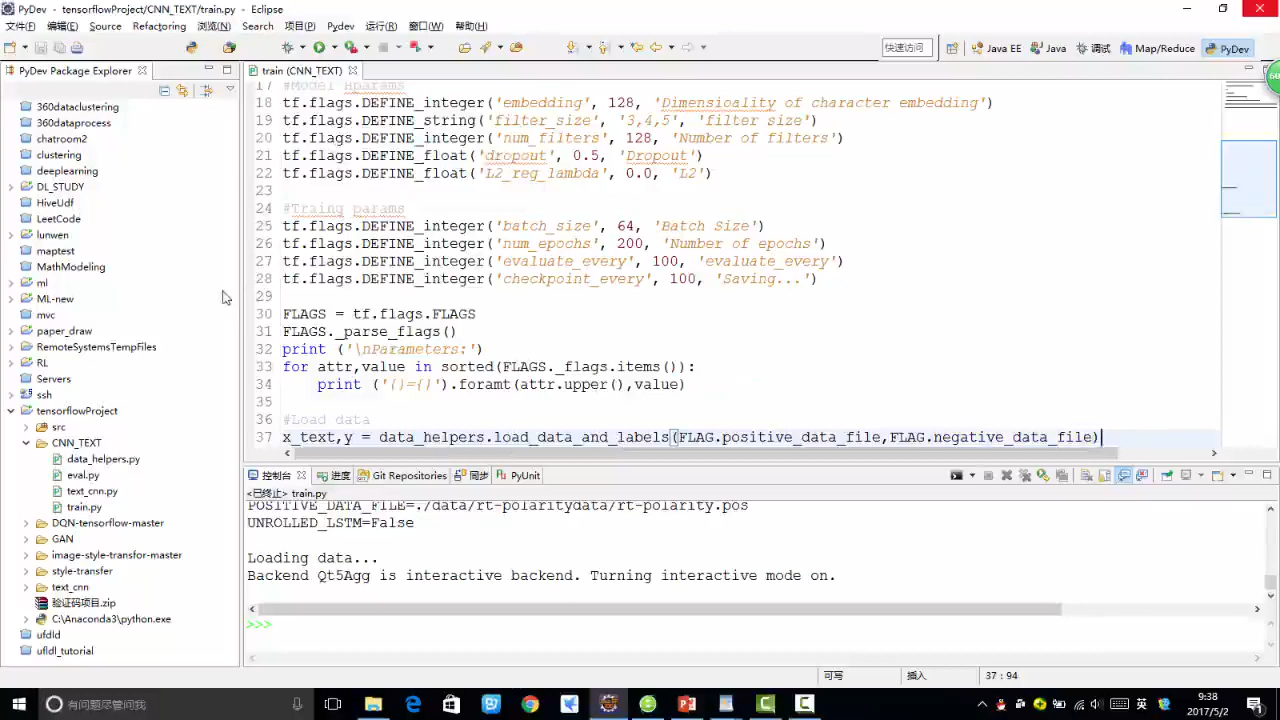 PyDev - tensorflowProject/CNN_TEXT/train.py - Eclipse
文件(F) 编辑(E) Source Refactoring 浏览(N) Search 项目(P) Pydev 运行(R) 窗口(W) 帮助(H)
快速访问 Java EE Java 调试 Map/Reduce PyDev
PyDev Package Explorer
360dataclustering
360dataprocess
chatroom2
clustering
deeplearning
DL_STUDY
HiveUdf
LeetCode
lunwen
maptest
MathModeling
ml
ML-new
mvc
paper_draw
RemoteSystemsTempFiles
RL
Servers
ssh
tensorflowProject
src
CNN_TEXT
data_helpers.py
eval.py
text_cnn.py
train.py
DQN-tensorflow-master
GAN
image-style-transfor-master
style-transfer
text_cnn
验证码项目.zip
C:\Anaconda3\python.exe
ufdld
ufldl_tutorial
train (CNN_TEXT)
17 #Model Hparams
18 tf.flags.DEFINE_integer('embedding', 128, 'Dimensioality of character embedding')
19 tf.flags.DEFINE_string('filter_size', '3,4,5', 'filter size')
20 tf.flags.DEFINE_integer('num_filters', 128, 'Number of filters')
21 tf.flags.DEFINE_float('dropout', 0.5, 'Dropout')
22 tf.flags.DEFINE_float('L2_reg_lambda', 0.0, 'L2')
23
24 #Traing params
25 tf.flags.DEFINE_integer('batch_size', 64, 'Batch Size')
26 tf.flags.DEFINE_integer('num_epochs', 200, 'Number of epochs')
27 tf.flags.DEFINE_integer('evaluate_every', 100, 'evaluate_every')
28 tf.flags.DEFINE_integer('checkpoint_every', 100, 'Saving...')
29
30 FLAGS = tf.flags.FLAGS
31 FLAGS._parse_flags()
32 print ('\nParameters:')
33 for attr,value in sorted(FLAGS._flags.items()):
34 print ('{}={}').foramt(attr.upper(),value)
35
36 #Load data
37 x_text,y = data_helpers.load_data_and_labels(FLAG.positive_data_file,FLAG.negative_data_file)
60
控制台 进度 Git Repositories 同步 PyUnit
<已终止> train.py
POSITIVE_DATA_FILE=./data/rt-polaritydata/rt-polarity.pos
UNROLLED_LSTM=False
Loading data...
Backend Qt5Agg is interactive backend. Turning interactive mode on.
>>>
可写 插入 37 : 94
有问题尽管问我
9:38
2017/5/2